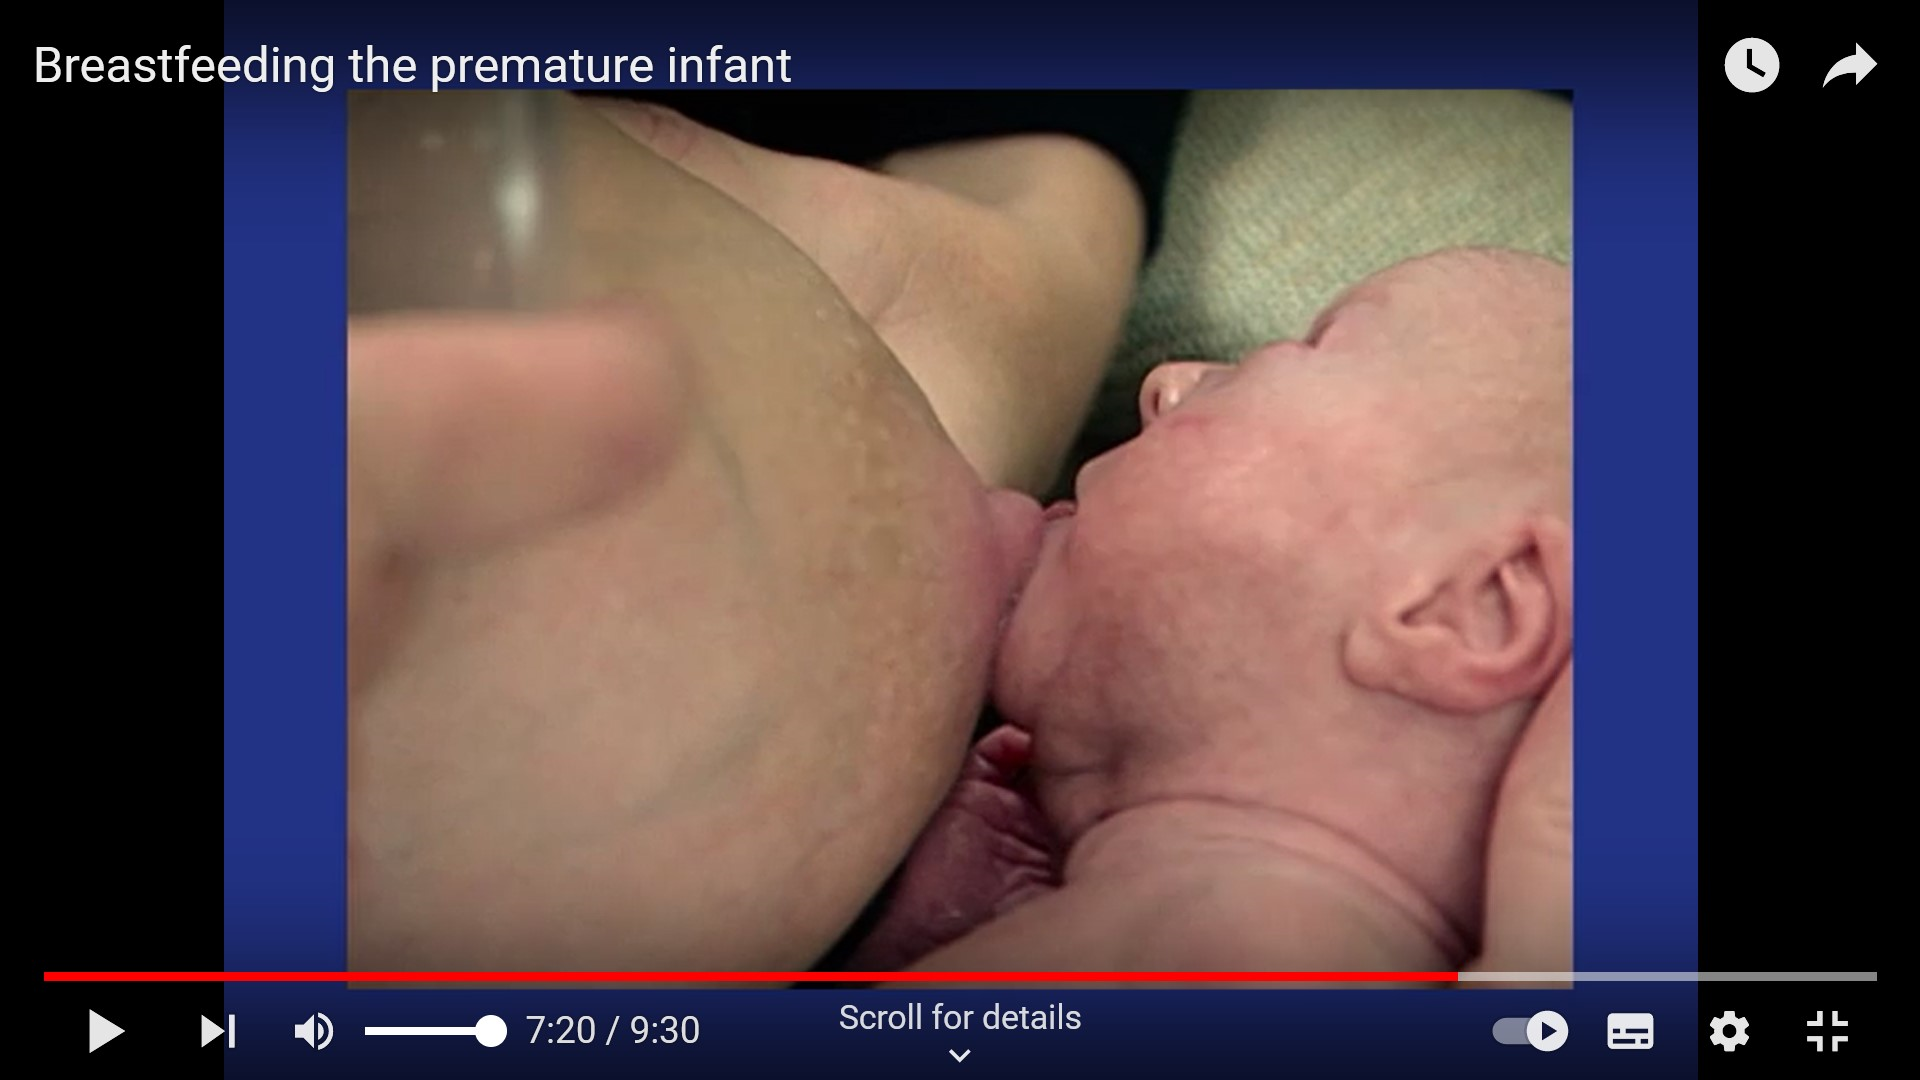 Breastfeeding the premature infant
7:20 / 9:30
Scroll for details